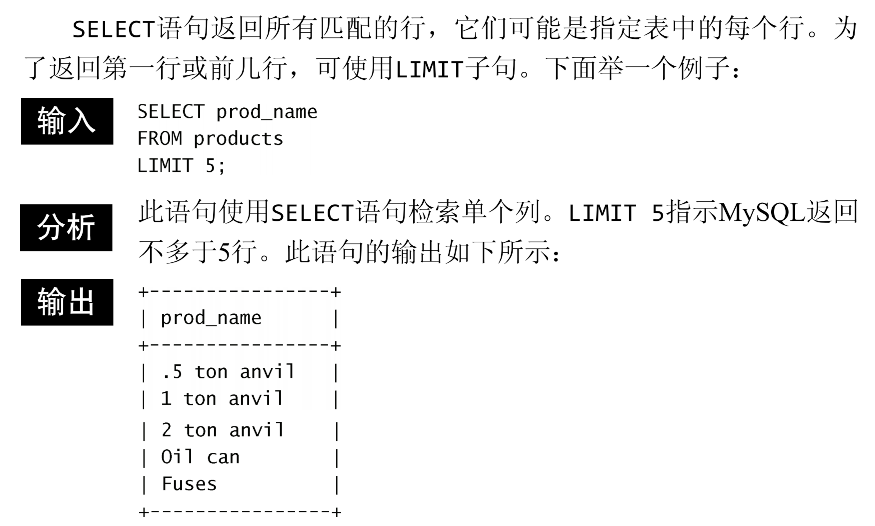 SELECT语句返回所有匹配的行，它们可能是指定表中的每个行。为
了返回第一行或前几行，可使用LIMIT子句。下面举一个例子：
输入
SELECT prod_name
FROM products
LIMIT 5;
分析
此语句使用SELECT语句检索单个列。LIMIT 5指示MySQL返回
不多于5行。此语句的输出如下所示：
输出
+----------------+
| prod_name      |
+----------------+
| .5 ton anvil   |
| 1 ton anvil    |
| 2 ton anvil    |
| Oil can        |
| Fuses          |
+----------------+